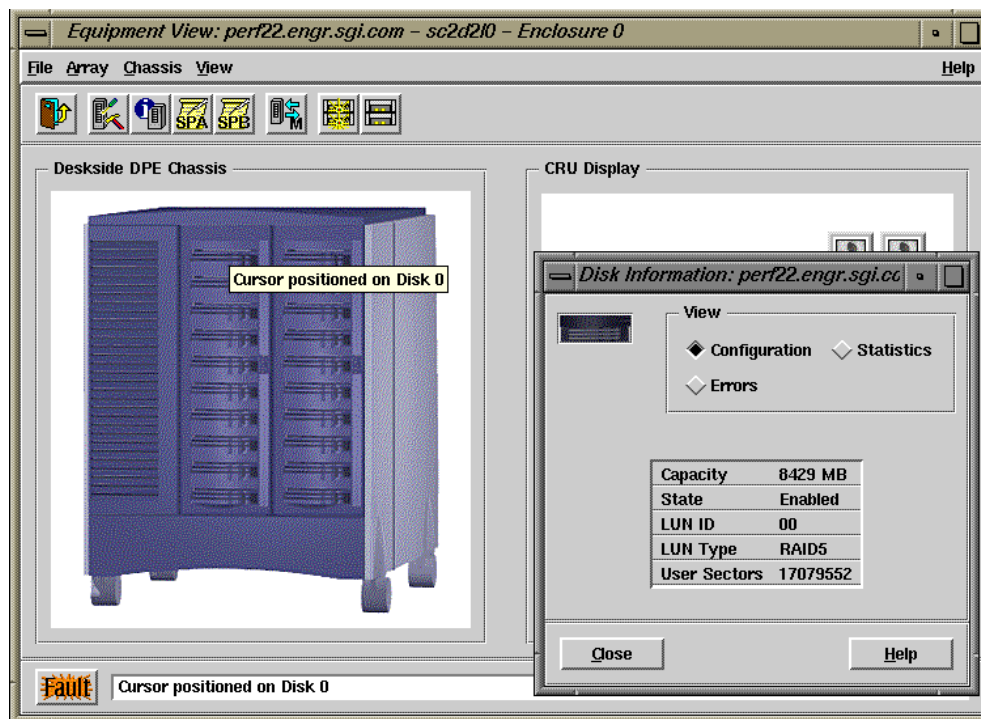 Equipment View: perf22.engr.sgi.com – sc2d2l0 – Enclosure 0
File Array Chassis View Help
SPA SPB M
Deskside DPE Chassis
CRU Display
Cursor positioned on Disk 0
Disk Information: perf22.engr.sgi.cc
View
Configuration Statistics
Errors
Capacity 8429 MB
State Enabled
LUN ID 00
LUN Type RAID5
User Sectors 17079552
Close Help
Fault Cursor positioned on Disk 0